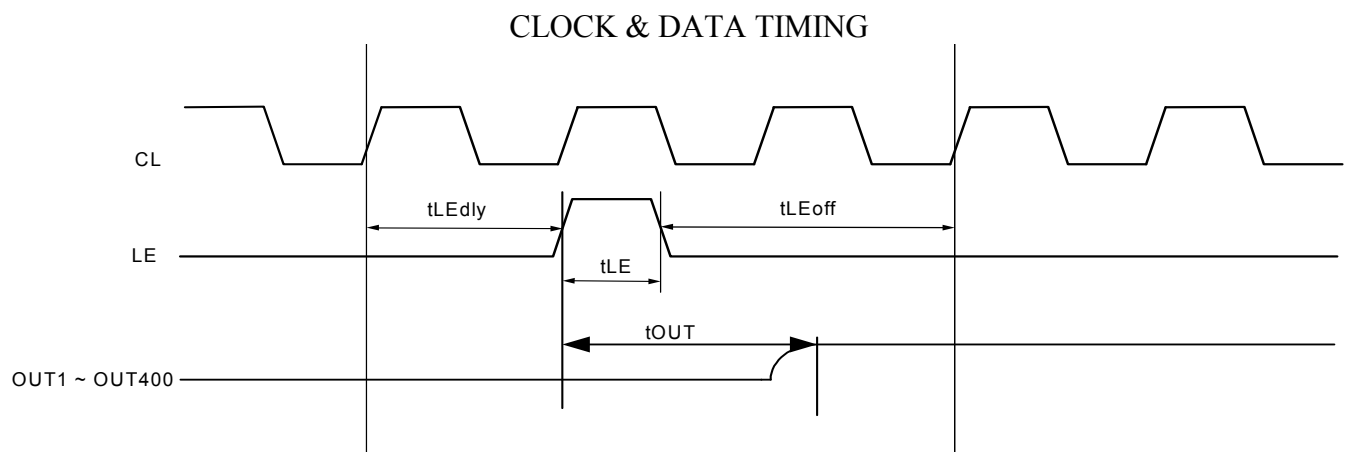 CLOCK & DATA TIMING
CL
tLEdly
tLEoff
LE
tLE
tOUT
OUT1 ~ OUT400